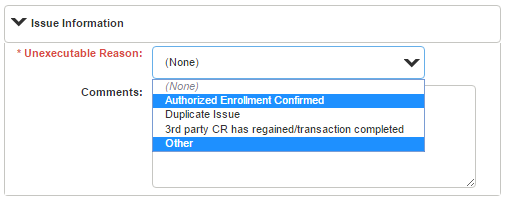 Issue Information
* Unexecutable Reason: (None)
(None)
Comments: Authorized Enrollment Confirmed
Duplicate Issue
3rd party CR has regained/transaction completed
Other